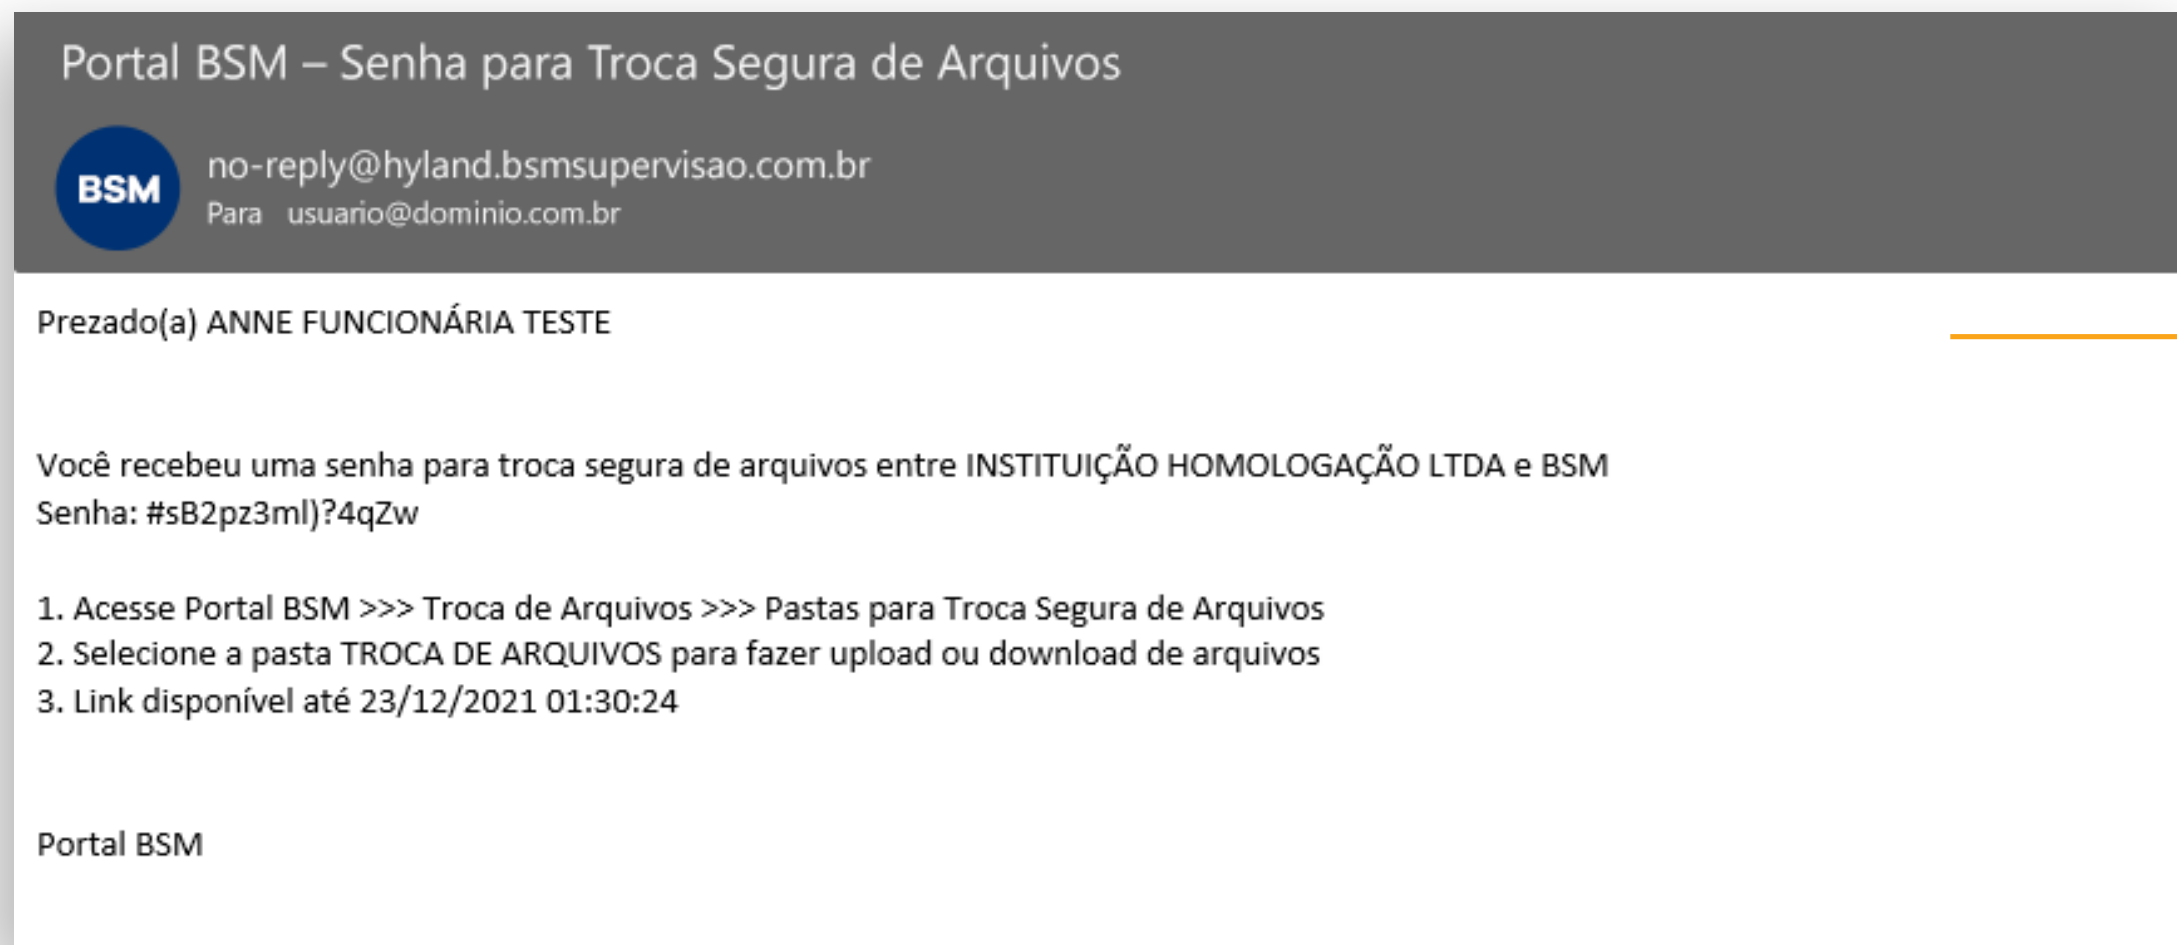 Portal BSM – Senha para Troca Segura de Arquivos
BSM
no-reply@hyland.bsmsupervisao.com.br
Para usuario@dominio.com.br
Prezado(a) ANNE FUNCIONÁRIA TESTE
Você recebeu uma senha para troca segura de arquivos entre INSTITUIÇÃO HOMOLOGAÇÃO LTDA e BSM
Senha: #sB2pz3ml)?4qZw
1. Acesse Portal BSM >>> Troca de Arquivos >>> Pastas para Troca Segura de Arquivos
2. Selecione a pasta TROCA DE ARQUIVOS para fazer upload ou download de arquivos
3. Link disponível até 23/12/2021 01:30:24
Portal BSM